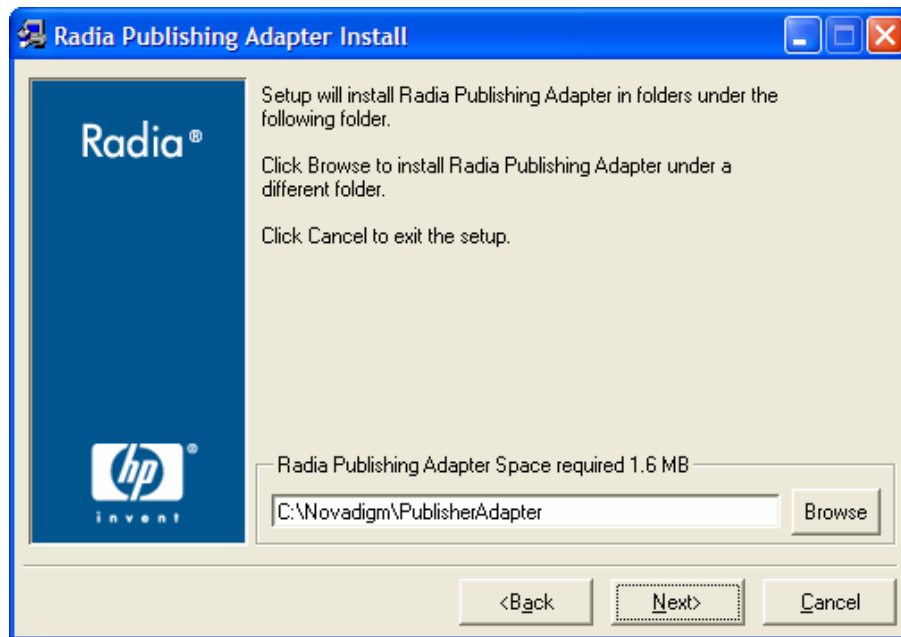 Radia Publishing Adapter Install
Radia®
Setup will install Radia Publishing Adapter in folders under the
following folder.
Click Browse to install Radia Publishing Adapter under a
different folder.
Click Cancel to exit the setup.
hp®
invent
Radia Publishing Adapter Space required 1.6 MB
C:\Novadigm\PublisherAdapter
Browse
<Back
Next>
Cancel